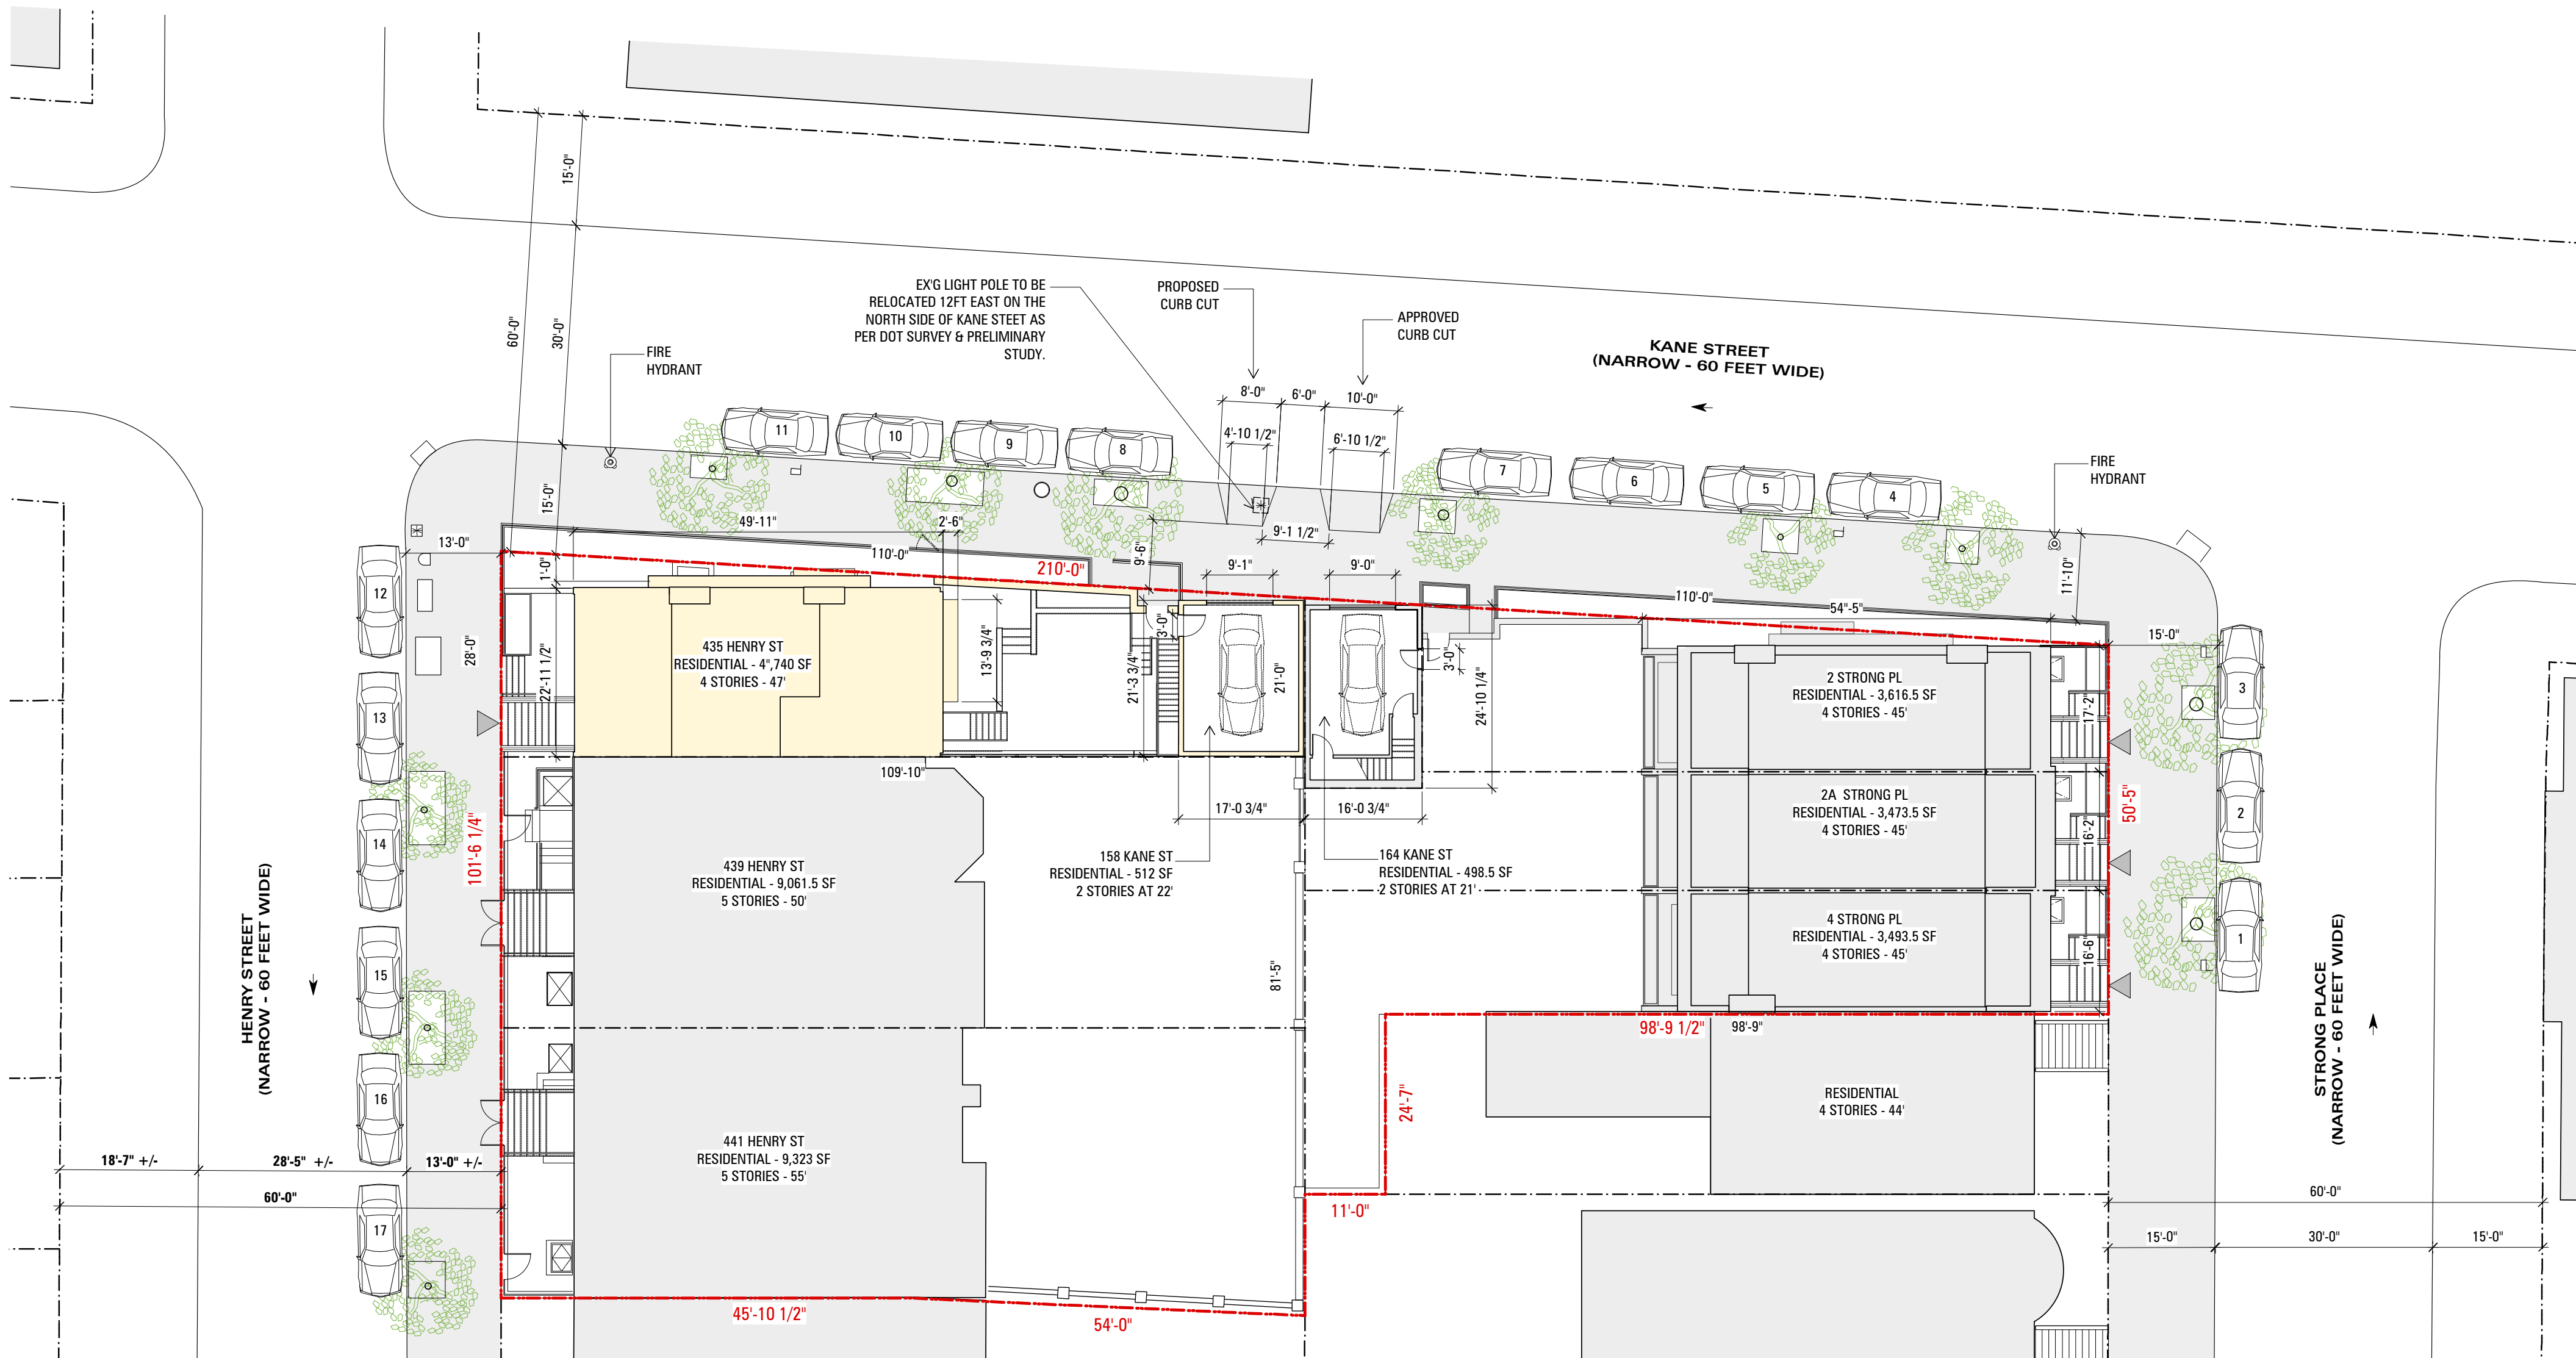 15'-0"
60'-0"
30'-0"
EX'G LIGHT POLE TO BE
RELOCATED 12FT EAST ON THE
NORTH SIDE OF KANE STEET AS
PER DOT SURVEY & PRELIMINARY
STUDY.
PROPOSED
CURB CUT
APPROVED
CURB CUT
FIRE
HYDRANT
KANE STREET
(NARROW - 60 FEET WIDE)
8'-0"
6'-0"
10'-0"
4'-10 1/2"
6'-10 1/2"
11
10
9
8
7
6
5
4
FIRE
HYDRANT
15'-0"
49'-11"
2'-6"
9'-1 1/2"
13'-0"
110'-0"
210'-0"
9'-6"
1'-0"
9'-1"
9'-0"
110'-0"
54"-5"
11'-10"
15'-0"
12
28'-0"
22'-11 1/2"
435 HENRY ST
RESIDENTIAL - 4",740 SF
4 STORIES - 47'
13'-9 3/4"
21'-3 3/4"
3'-0"
21'-0"
3'-0"
24'-10 1/4"
2 STRONG PL
RESIDENTIAL - 3,616.5 SF
4 STORIES - 45'
17'-2"
3
13
109'-10"
17'-0 3/4"
16'-0 3/4"
2A STRONG PL
RESIDENTIAL - 3,473.5 SF
4 STORIES - 45'
16'-2"
50'-5"
2
14
101'-6 1/4"
439 HENRY ST
RESIDENTIAL - 9,061.5 SF
5 STORIES - 50'
158 KANE ST
RESIDENTIAL - 512 SF
2 STORIES AT 22'
164 KANE ST
RESIDENTIAL - 498.5 SF
2 STORIES AT 21'
4 STRONG PL
RESIDENTIAL - 3,493.5 SF
4 STORIES - 45'
16'-6"
1
HENRY STREET
(NARROW - 60 FEET WIDE)
15
81'-5"
98'-9 1/2"
98'-9"
STRONG PLACE
(NARROW - 60 FEET WIDE)
16
24'-7"
RESIDENTIAL
4 STORIES - 44'
441 HENRY ST
RESIDENTIAL - 9,323 SF
5 STORIES - 55'
18'-7" +/-
28'-5" +/-
13'-0" +/-
60'-0"
17
11'-0"
60'-0"
15'-0"
30'-0"
15'-0"
45'-10 1/2"
54'-0"